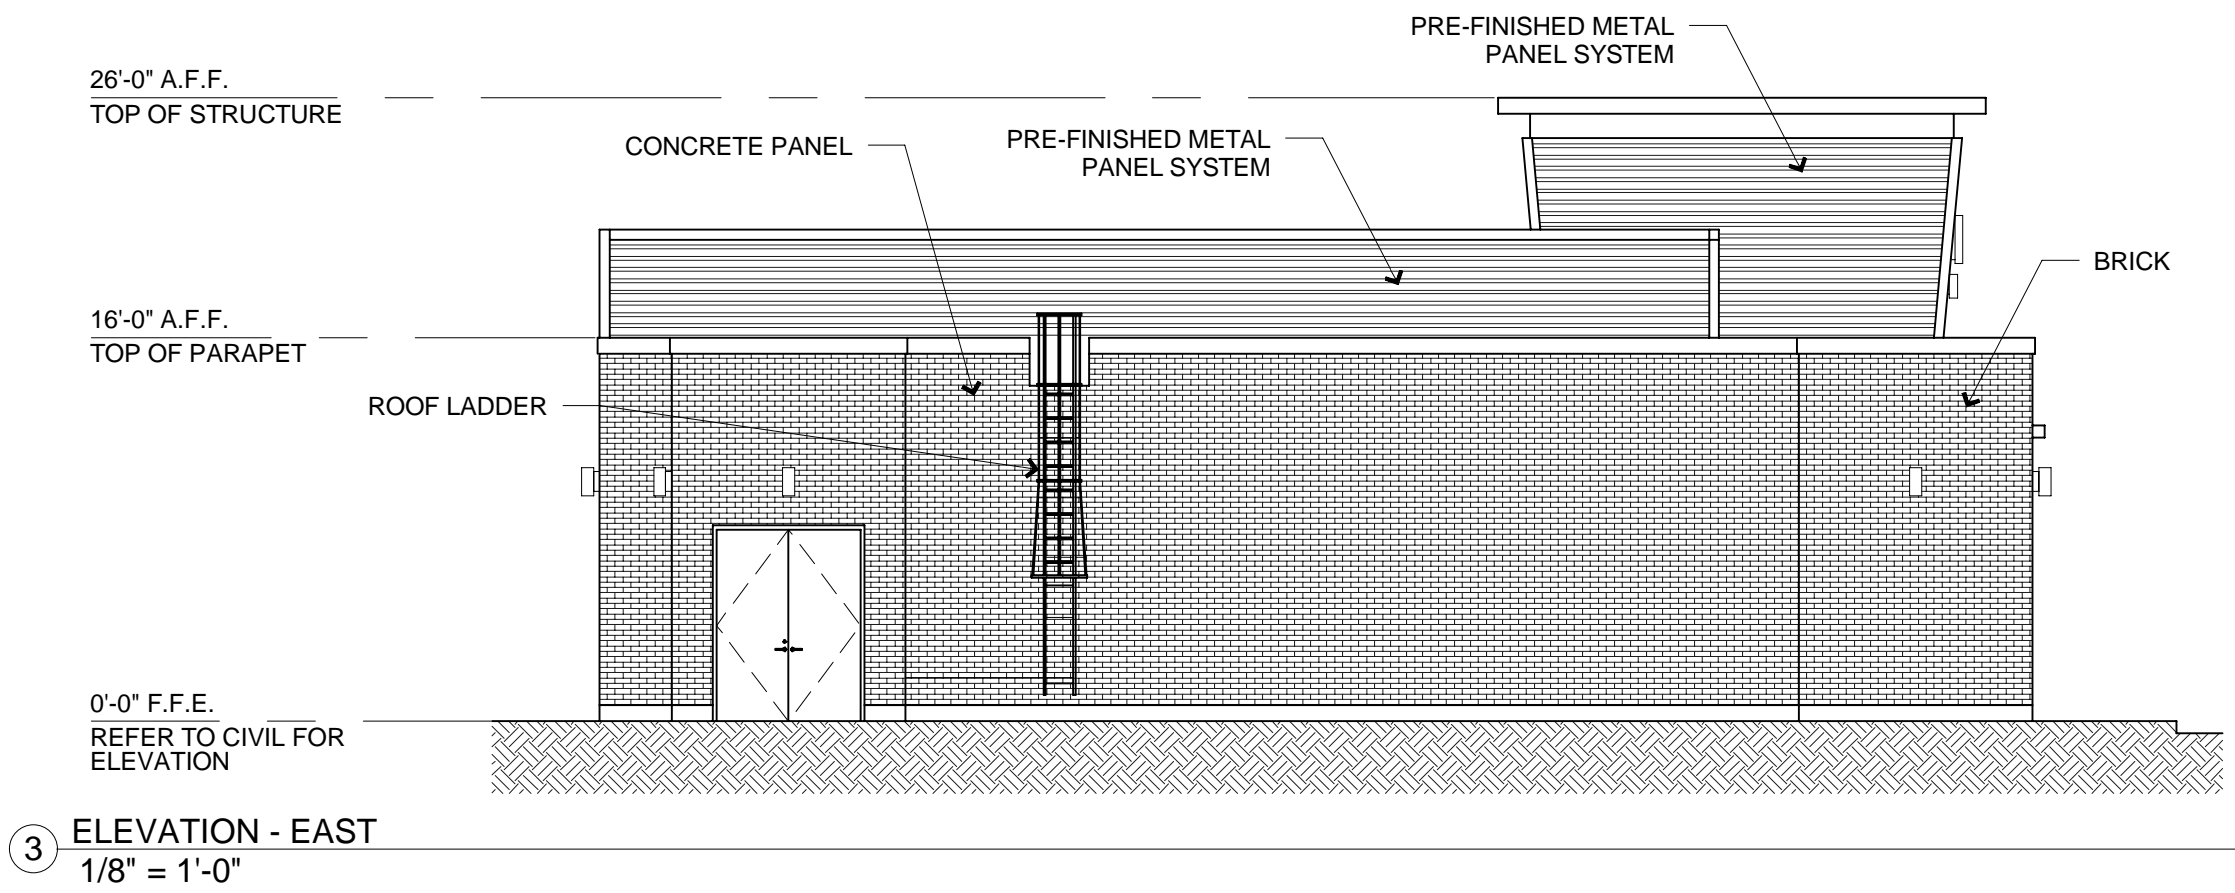 PRE-FINISHED METAL
PANEL SYSTEM
26'-0" A.F.F.
TOP OF STRUCTURE
CONCRETE PANEL
PRE-FINISHED METAL
PANEL SYSTEM
BRICK
16'-0" A.F.F.
TOP OF PARAPET
ROOF LADDER
0'-0" F.F.E.
REFER TO CIVIL FOR
ELEVATION
3 ELEVATION - EAST
1/8" = 1'-0"